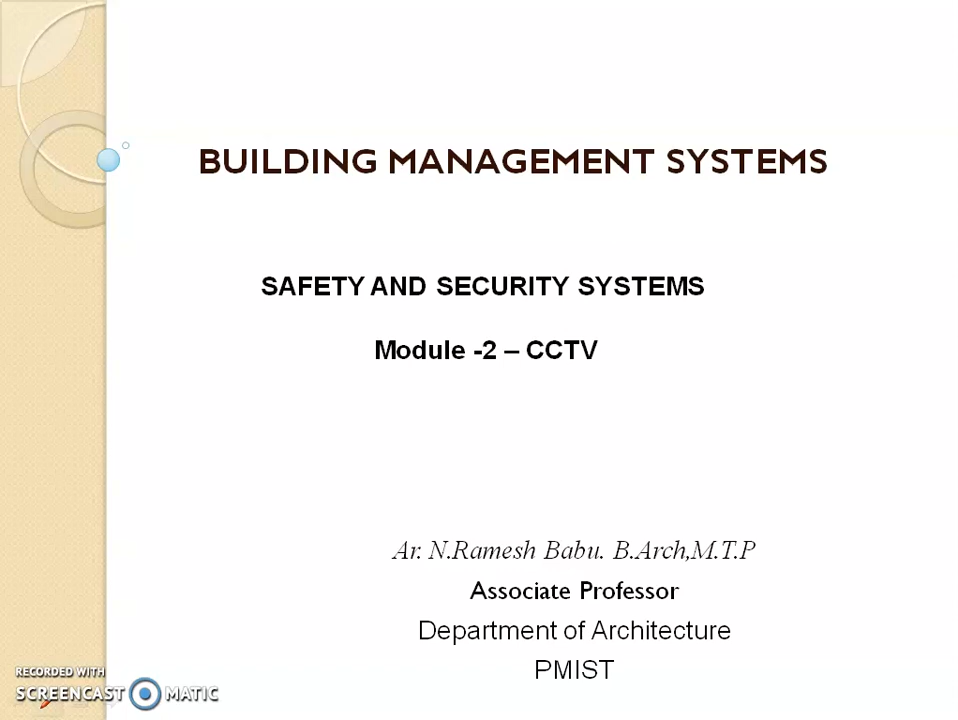 BUILDING MANAGEMENT SYSTEMS
SAFETY AND SECURITY SYSTEMS
Module -2 – CCTV
Ar. N.Ramesh Babu. B.Arch,M.T.P
Associate Professor
Department of Architecture
PMIST
RECORDED WITH
SCREENCAST MATIC